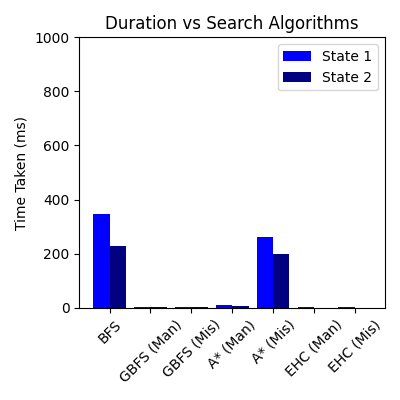 Duration vs Search Algorithms
1000
800
600
400
200
0
Time Taken (ms)
State 1
State 2
BFS
GBFS (Man)
GBFS (Mis)
A* (Man)
A* (Mis)
EHC (Man)
EHC (Mis)